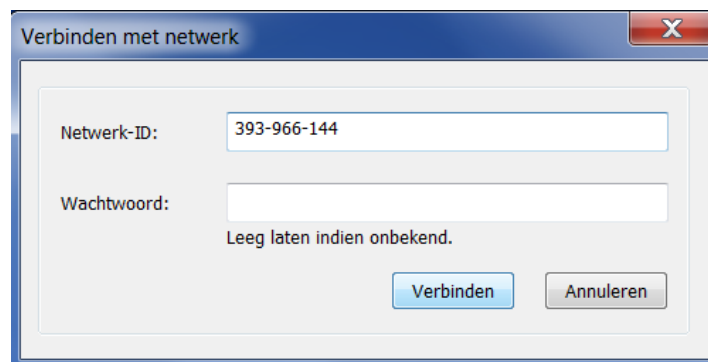 Verbinden met netwerk
Netwerk-ID: 393-966-144
Wachtwoord:
Leeg laten indien onbekend.
Verbinden Annuleren